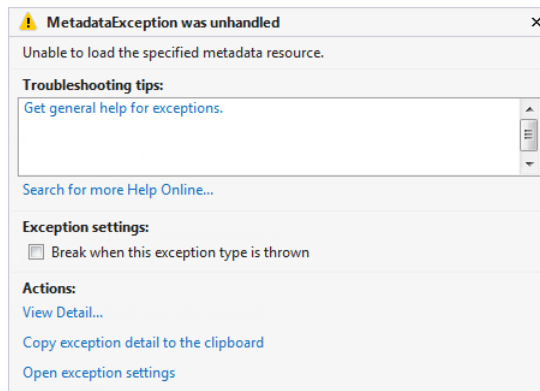 MetadataException was unhandled
Unable to load the specified metadata resource.
Troubleshooting tips:
Get general help for exceptions.
Search for more Help Online...
Exception settings:
Break when this exception type is thrown
Actions:
View Detail...
Copy exception detail to the clipboard
Open exception settings